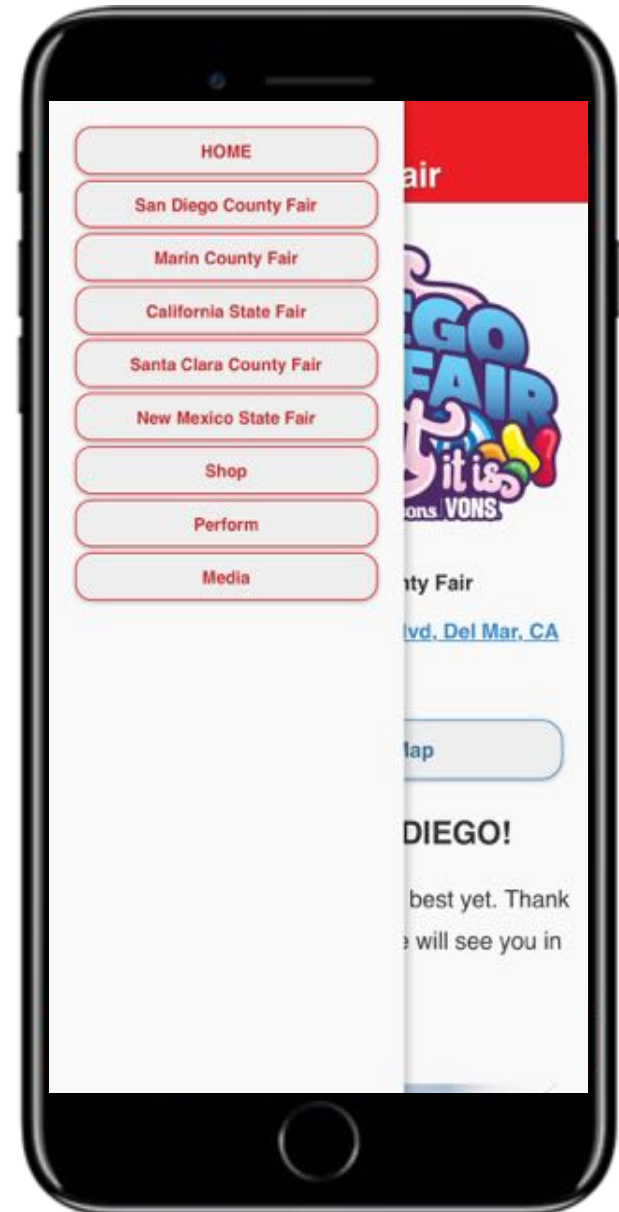 HOME
San Diego County Fair
Marin County Fair
California State Fair
Santa Clara County Fair
New Mexico State Fair
Shop
Perform
Media
air
EGO
FAIR
it is
ons VONS
nty Fair
lvd, Del Mar, CA
Map
DIEGO!
best yet. Thank
will see you in